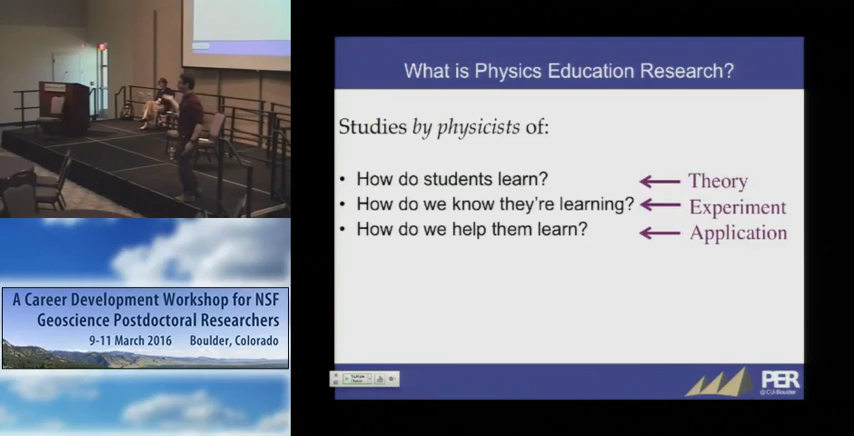 What is Physics Education Research?
Studies by physicists of:
• How do students learn?
Theory
• How do we know they're learning?
Experiment
• How do we help them learn?
Application
PER
@CU-Boulder
A Career Development Workshop for NSF
Geoscience Postdoctoral Researchers
9-11 March 2016 Boulder, Colorado